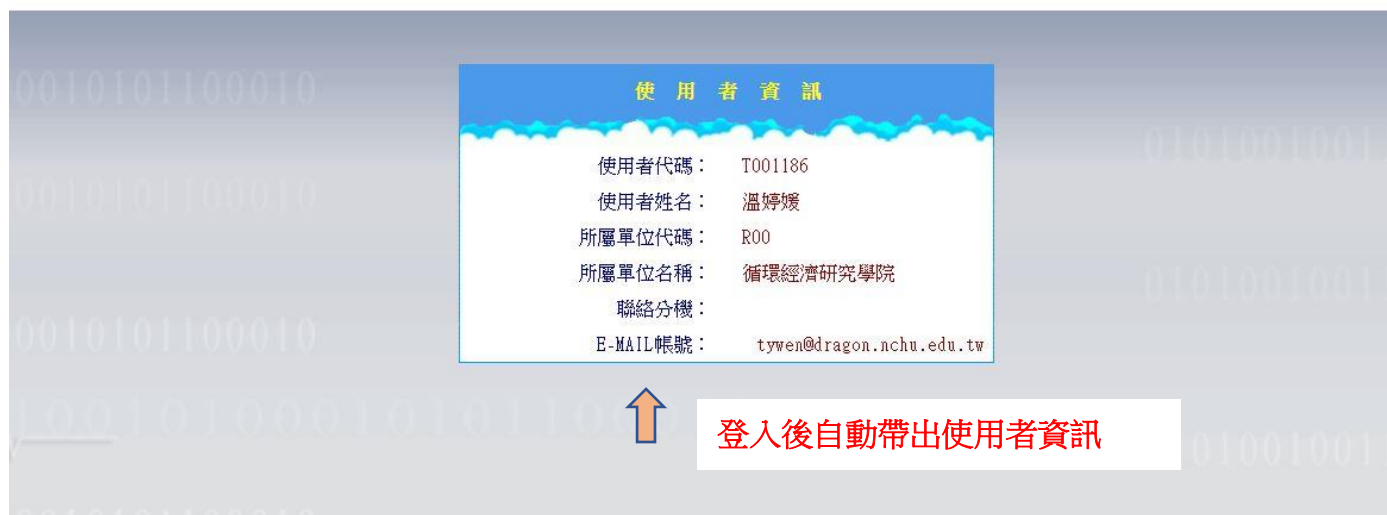 使用者資訊
使用者代碼： T001186
使用者姓名： 溫婷媛
所屬單位代碼： R00
所屬單位名稱： 循環經濟研究學院
聯絡分機：
E-MAIL帳號： tywen@dragon.nchu.edu.tw
登入後自動帶出使用者資訊